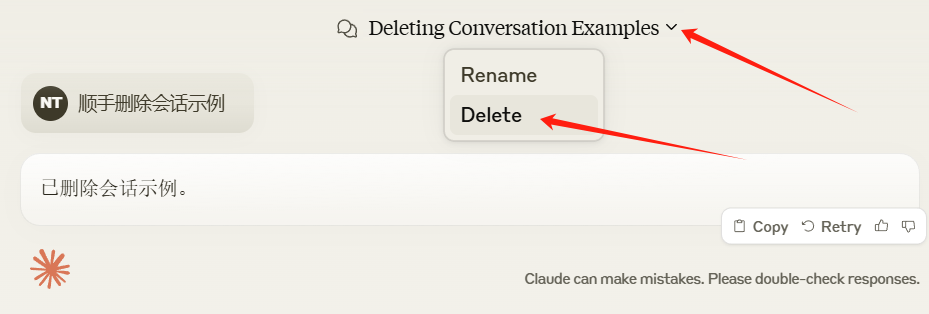 Deleting Conversation Examples
Rename
Delete
NT 顺手删除会话示例
已删除会话示例。
Copy Retry
Claude can make mistakes. Please double-check responses.